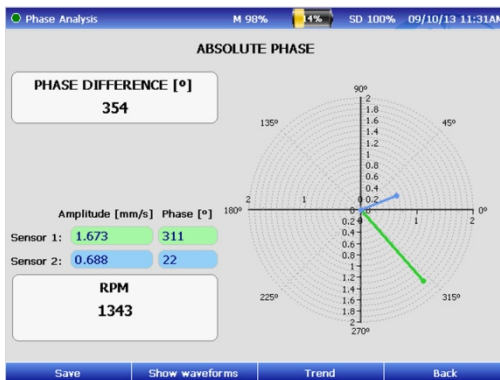 Phase Analysis M 98% 14% SD 100% 09/10/13 11:31AM
ABSOLUTE PHASE
PHASE DIFFERENCE [º]
354
90º
135º
45º
180º
0º
225º
315º
270º
2
1.8
1.6
1.4
1.2
1
0.8
0.6
0.4
0.2
0
2 1 0 0 1 2
0.2
0.4
0.6
0.8
1
1.2
1.4
1.6
1.8
2
Amplitude [mm/s] Phase [º]
Sensor 1: 1.673 311
Sensor 2: 0.688 22
RPM
1343
Save Show waveforms Trend Back